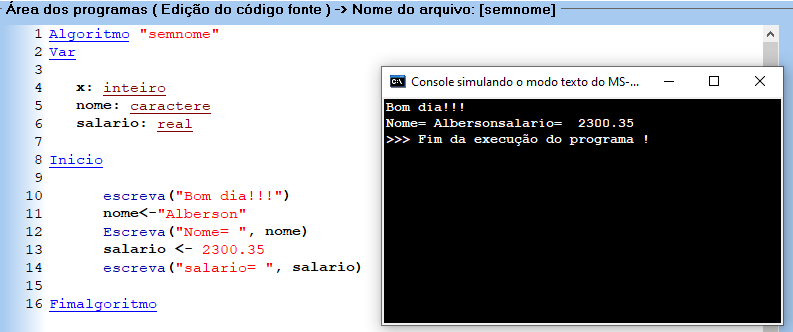 Área dos programas ( Edição do código fonte ) -> Nome do arquivo: [semnome]
1 Algoritmo "semnome"
2 Var
3
4 x: inteiro
5 nome: caractere
6 salario: real
7
8 Inicio
9
10 escreva("Bom dia!!!")
11 nome<-"Alberson"
12 Escreva("Nome= ", nome)
13 salario <- 2300.35
14 escreva("salario= ", salario)
15
16 Fimalgoritmo
C:\ Console simulando o modo texto do MS-...
Bom dia!!!
Nome= Albersonsalario=  2300.35
>>> Fim da execução do programa !